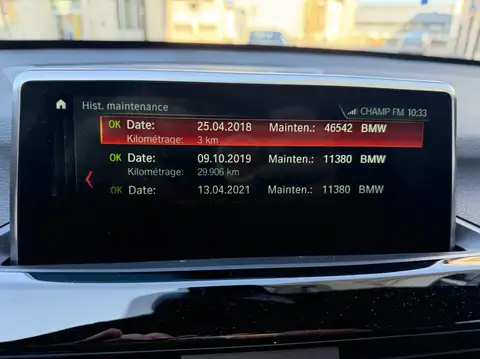 Hist. maintenance
CHAMP FM 10:33
OK Date: 25.04.2018 Mainten.: 46542 BMW
Kilométrage: 3 km
OK Date: 09.10.2019 Mainten.: 11380 BMW
Kilométrage: 29.906 km
OK Date: 13.04.2021 Mainten.: 11380 BMW